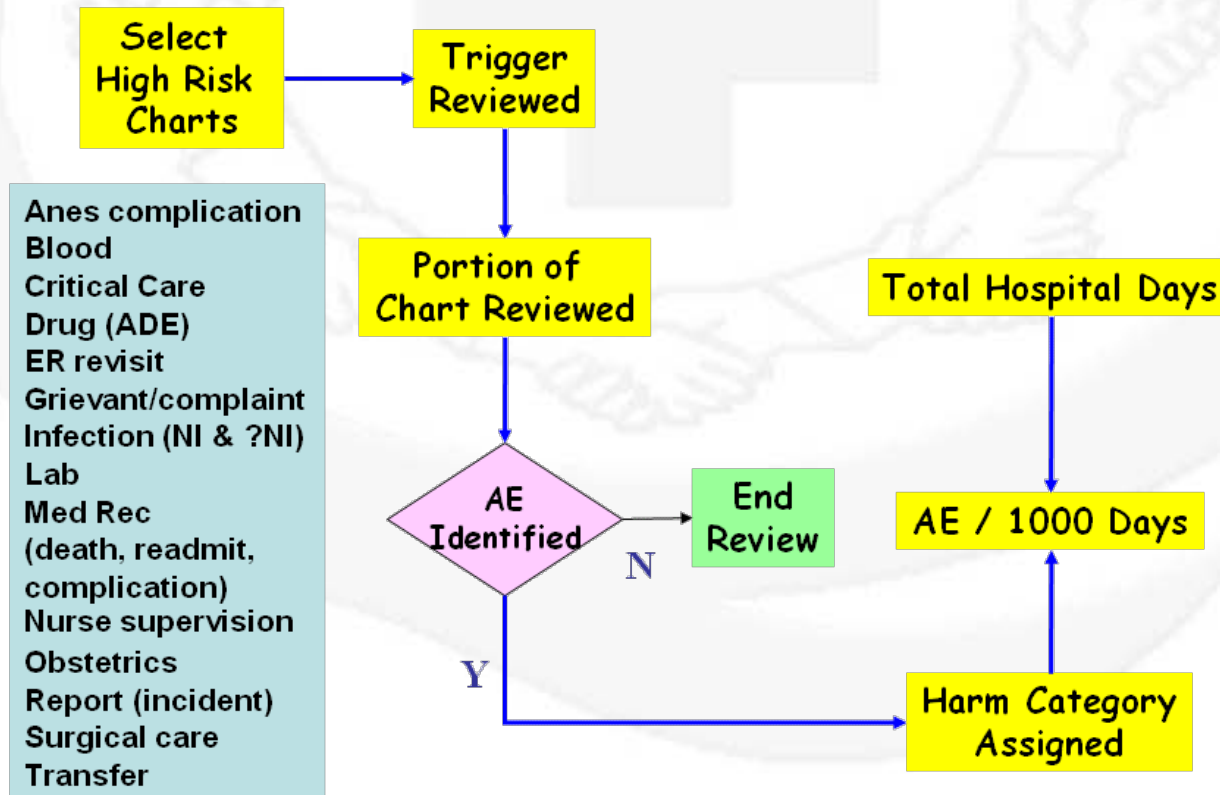 Select
High Risk
Charts
Trigger
Reviewed
Anes complication
Blood
Critical Care
Drug (ADE)
ER revisit
Grievant/complaint
Infection (NI & ?NI)
Lab
Med Rec
(death, readmit,
complication)
Nurse supervision
Obstetrics
Report (incident)
Surgical care
Transfer
Portion of
Chart Reviewed
Total Hospital Days
AE
Identified
N
End
Review
AE / 1000 Days
Y
Harm Category
Assigned